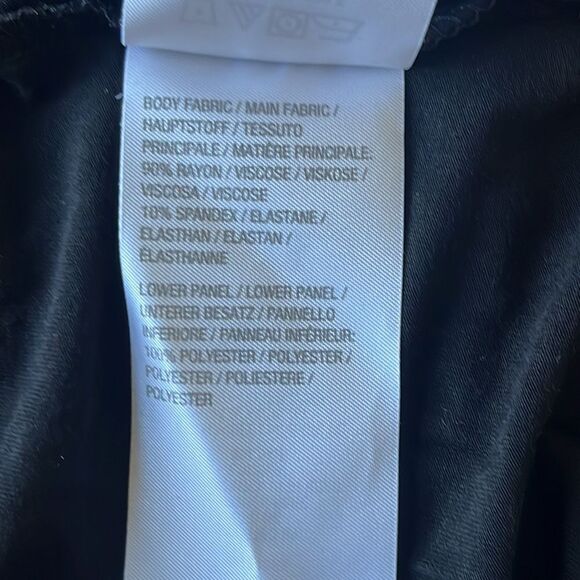 BODY FABRIC / MAIN FABRIC /
HAUPTSTOFF / TESSUTO
PRINCIPALE / MATIÈRE PRINCIPALE:
90% RAYON / VISCOSE / VISKOSE /
VISCOSA / VISCOSE
10% SPANDEX / ELASTANE /
ELASTHAN / ELASTAN /
ÉLASTHANNE
LOWER PANEL / LOWER PANEL /
UNTERER BESATZ / PANNELLO
INFERIORE / PANNEAU INFÉRIEUR:
100% POLYESTER / POLYESTER /
POLYESTER / POLIESTERE /
POLYESTER